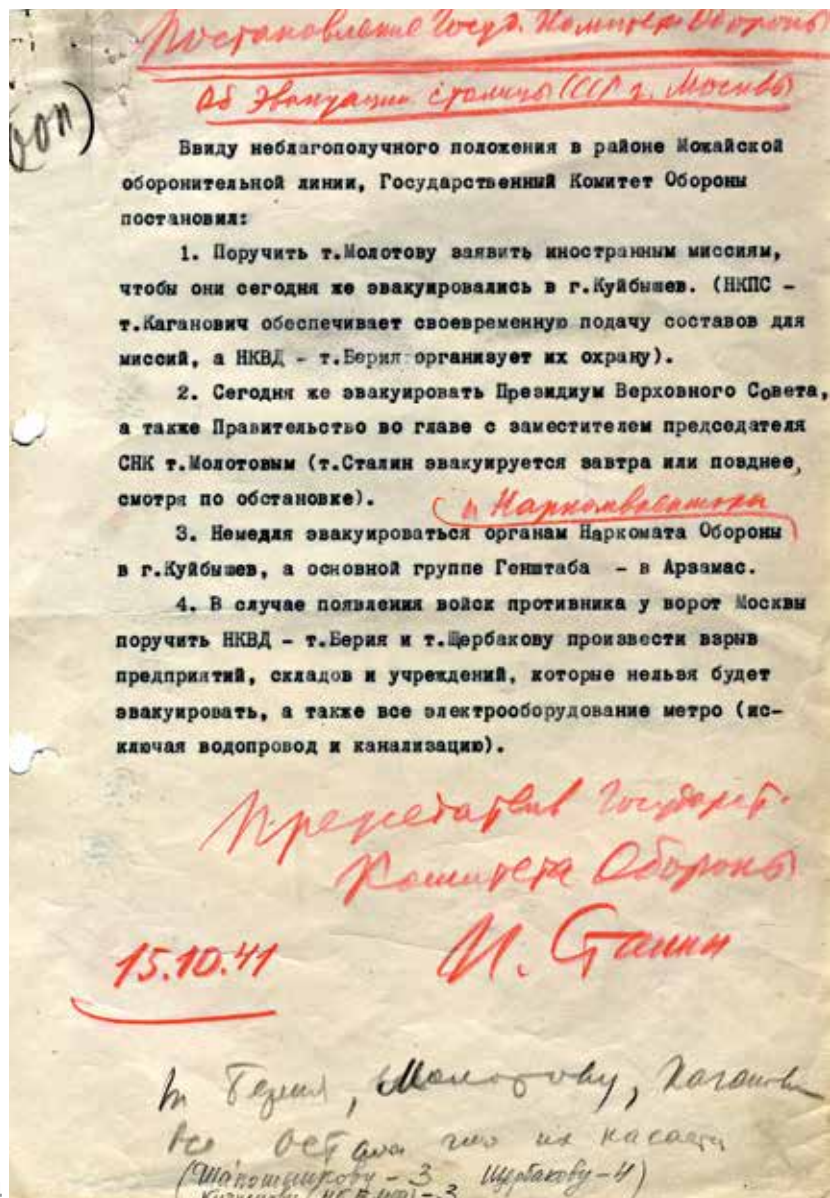 Постановление Госуд. Комитета Обороны
Об Эвакуации столицы СССР г. Москвы
Ввиду неблагополучного положения в районе Можайской
оборонительной линии, Государственный Комитет Обороны
постановил:
1. Поручить т.Молотову заявить иностранным миссиям,
чтобы они сегодня же эвакуировались в г.Куйбышев. (НКПС -
т.Каганович обеспечивает своевременную подачу составов для
миссий, а НКВД - т.Берия организует их охрану).
2. Сегодня же эвакуировать Президиум Верховного Совета,
а также Правительство во главе с заместителем председателя
СНК т.Молотовым (т.Сталин эвакуируется завтра или позднее,
смотря по обстановке).
и Наркомвоенмора
3. Немедля эвакуироваться органам Наркомата Обороны
в г.Куйбышев, а основной группе Генштаба - в Арзамас.
4. В случае появления войск противника у ворот Москвы
поручить НКВД - т.Берия и т.Щербакову произвести взрыв
предприятий, складов и учреждений, которые нельзя будет
эвакуировать, а также все электрооборудование метро (ис-
ключая водопровод и канализацию).
Председатель Государст.
Комитета Обороны
И. Сталин
15.10.41
Берия, Молотову,
их касается
(Шапошникову - 3 Щербакову - 4)